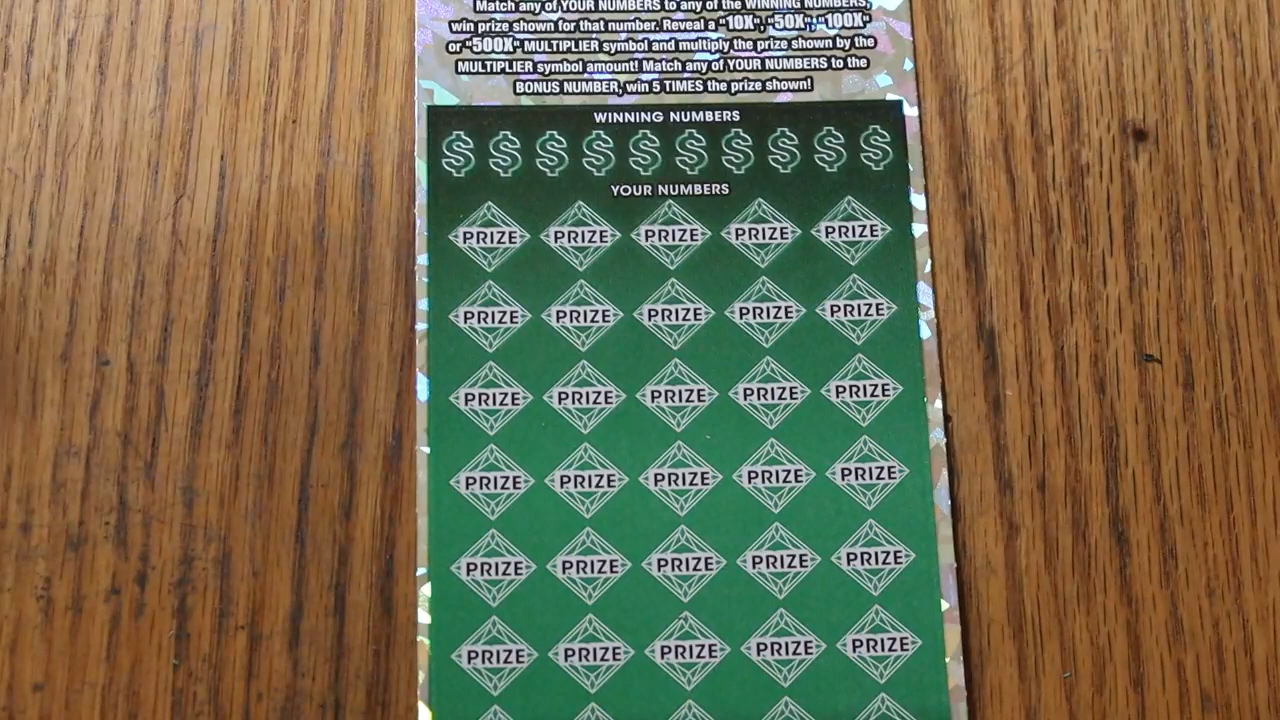 Match any of YOUR NUMBERS to any of the WINNING NUMBERS,
win prize shown for that number. Reveal a "10X", "50X", "100X"
or "500X" MULTIPLIER symbol and multiply the prize shown by the
MULTIPLIER symbol amount! Match any of YOUR NUMBERS to the
BONUS NUMBER, win 5 TIMES the prize shown!
WINNING NUMBERS
$ $ $ $ $ $ $ $ $ $
YOUR NUMBERS
PRIZE PRIZE PRIZE PRIZE PRIZE
PRIZE PRIZE PRIZE PRIZE PRIZE
PRIZE PRIZE PRIZE PRIZE PRIZE
PRIZE PRIZE PRIZE PRIZE PRIZE
PRIZE PRIZE PRIZE PRIZE PRIZE
PRIZE PRIZE PRIZE PRIZE PRIZE